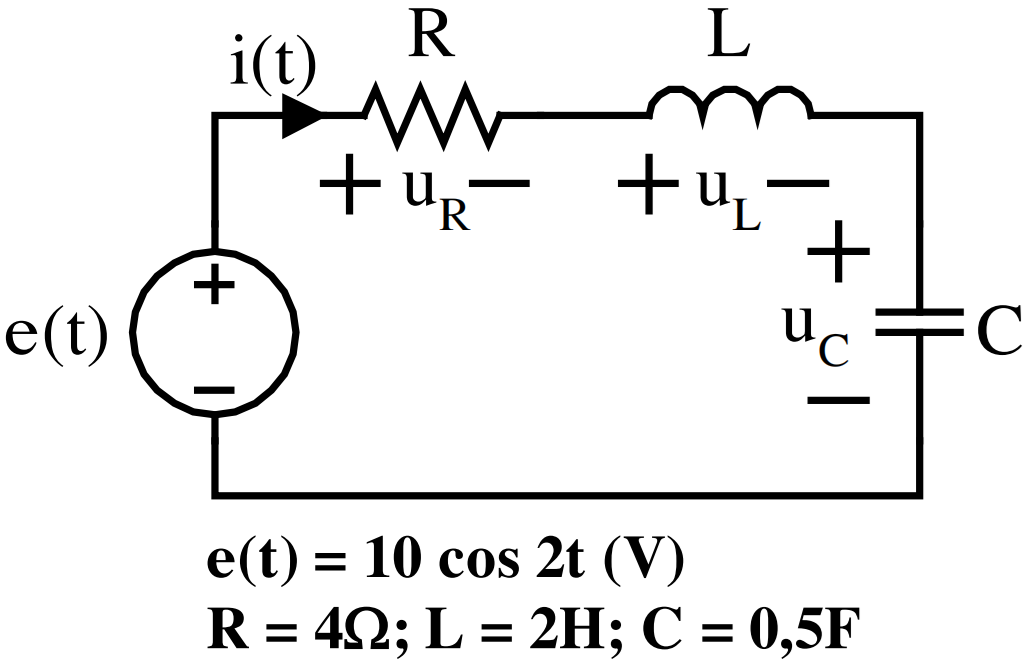 R
L
i(t)
+ u_R −
+ u_L −
+
e(t)
+
−
u_C
C
−
e(t) = 10 cos 2t (V)
R = 4Ω; L = 2H; C = 0,5F